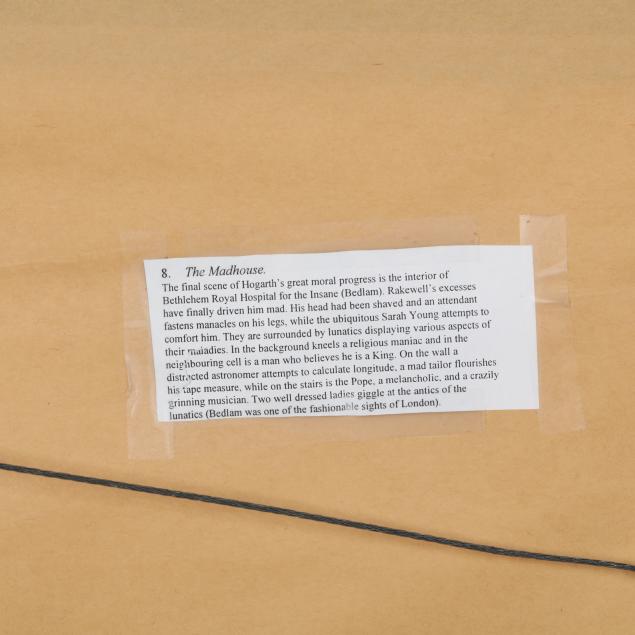 8. The Madhouse.
The final scene of Hogarth's great moral progress is the interior of
Bethlehem Royal Hospital for the Insane (Bedlam). Rakewell's excesses
have finally driven him mad. His head had been shaved and an attendant
fastens manacles on his legs, while the ubiquitous Sarah Young attempts to
comfort him. They are surrounded by lunatics displaying various aspects of
their maladies. In the background kneels a religious maniac and in the
neighbouring cell is a man who believes he is a King. On the wall a
distracted astronomer attempts to calculate longitude, a mad tailor flourishes
his tape measure, while on the stairs is the Pope, a melancholic, and a crazily
grinning musician. Two well dressed ladies giggle at the antics of the
lunatics (Bedlam was one of the fashionable sights of London).